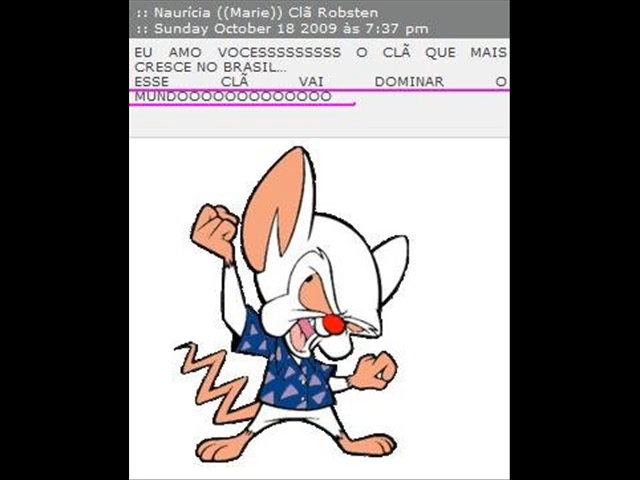 :: Naurícia ((Marie)) Clã Robsten
:: Sunday October 18 2009 às 7:37 pm
EU AMO VOCESSSSSSSSS O CLÃ QUE MAIS
CRESCE NO BRASIL...
ESSE CLÃ VAI DOMINAR O
MUNDOOOOOOOOOOOOO